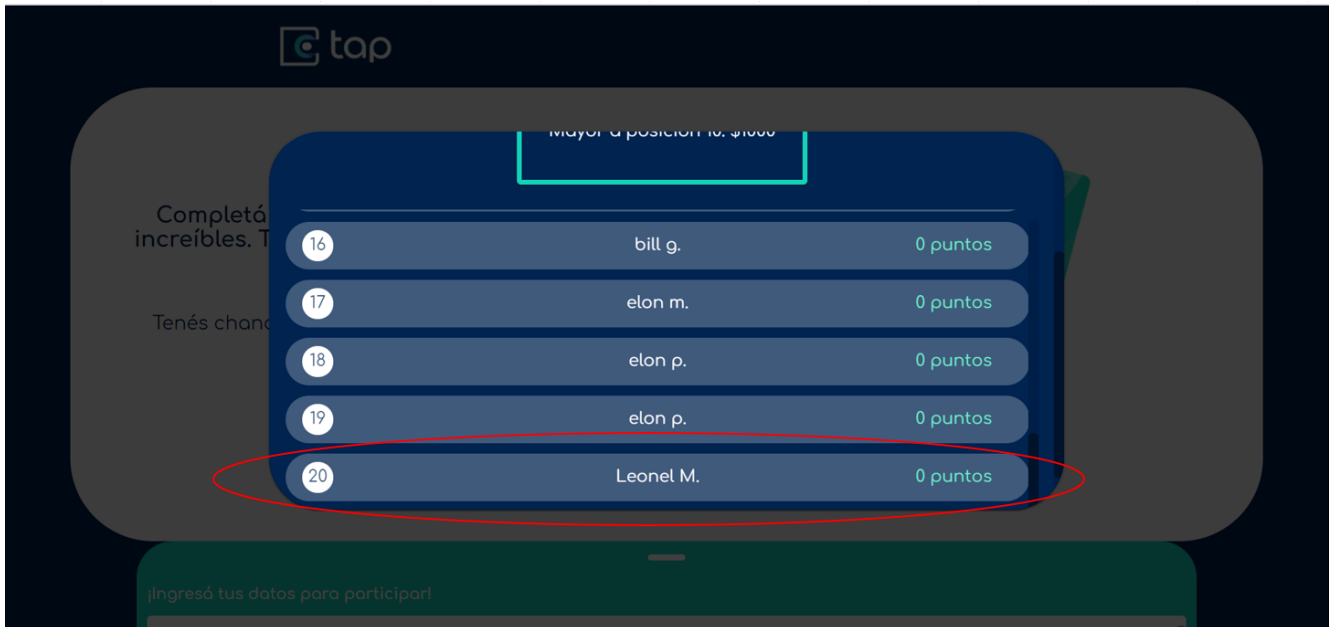 tap
Mayor a posición 10: $1000
Completá
increíbles. T
Tenés chanc
16 bill g. 0 puntos
17 elon m. 0 puntos
18 elon p. 0 puntos
19 elon p. 0 puntos
20 Leonel M. 0 puntos
¡Ingresá tus datos para participar!